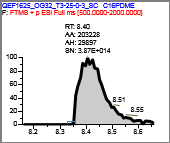 QEF1625_OG32_T3-25-0-3_SC C16PDME
F: FTMS + p ESI Full ms [500.0000-2000.0000]
RT: 8.40
AA: 203228
AH: 29897
SN: 3.87E+014
100
80
60
40
20
0
8.51
8.55
8.2 8.3 8.4 8.5 8.6